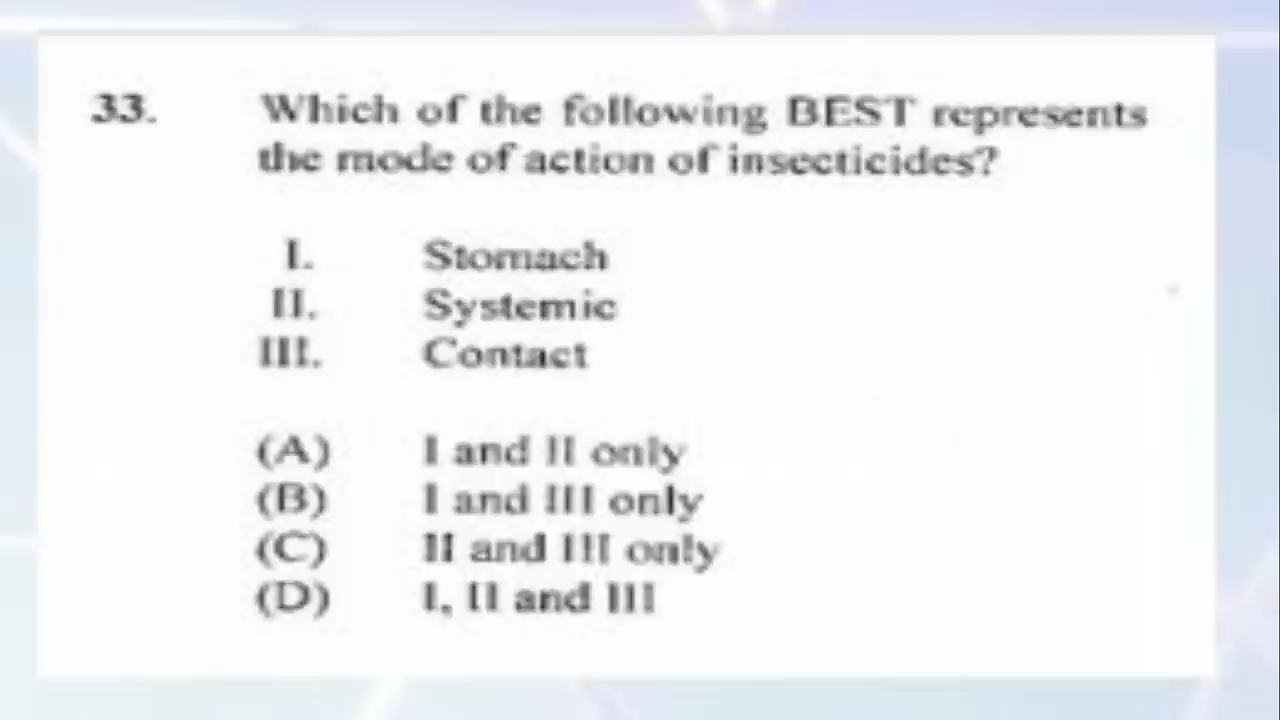 33. Which of the following BEST represents
the mode of action of insecticides?
I. Stomach
II. Systemic
III. Contact
(A) I and II only
(B) I and III only
(C) II and III only
(D) I, II and III